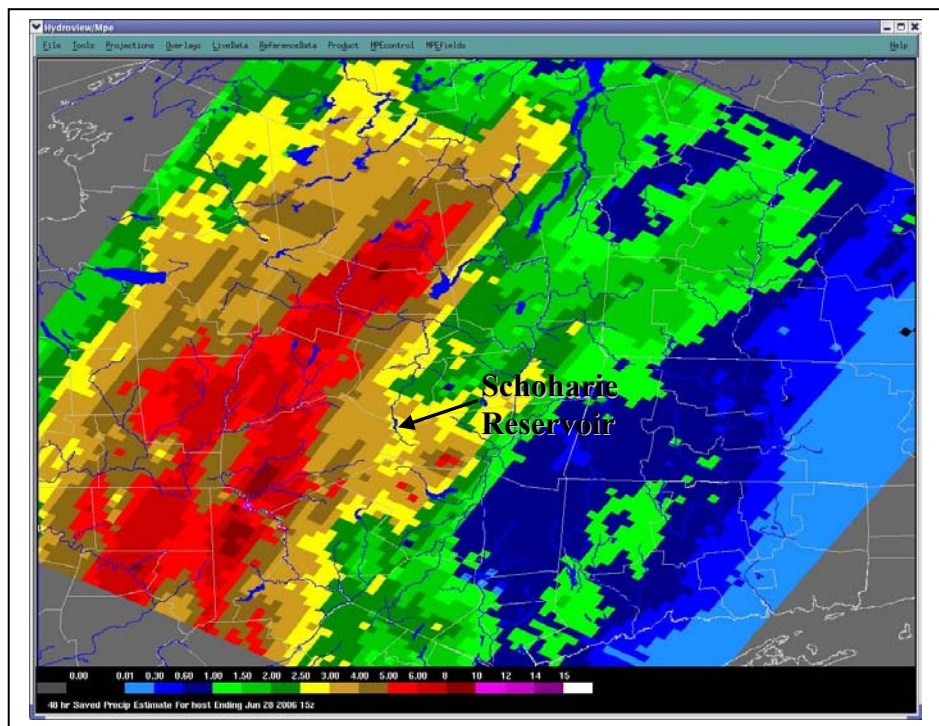 Hydroview/Mpe
File Tools Projections Overlays LiveData ReferenceData Product MPEcontrol MPEfields Help
Schoharie
Reservoir
0.00 0.01 0.30 0.60 1.00 1.50 2.00 2.50 3.00 4.00 5.00 6.00 8 10 12 14 15
48 hr Saved Precip Estimate For host Ending Jun 28 2006 15z